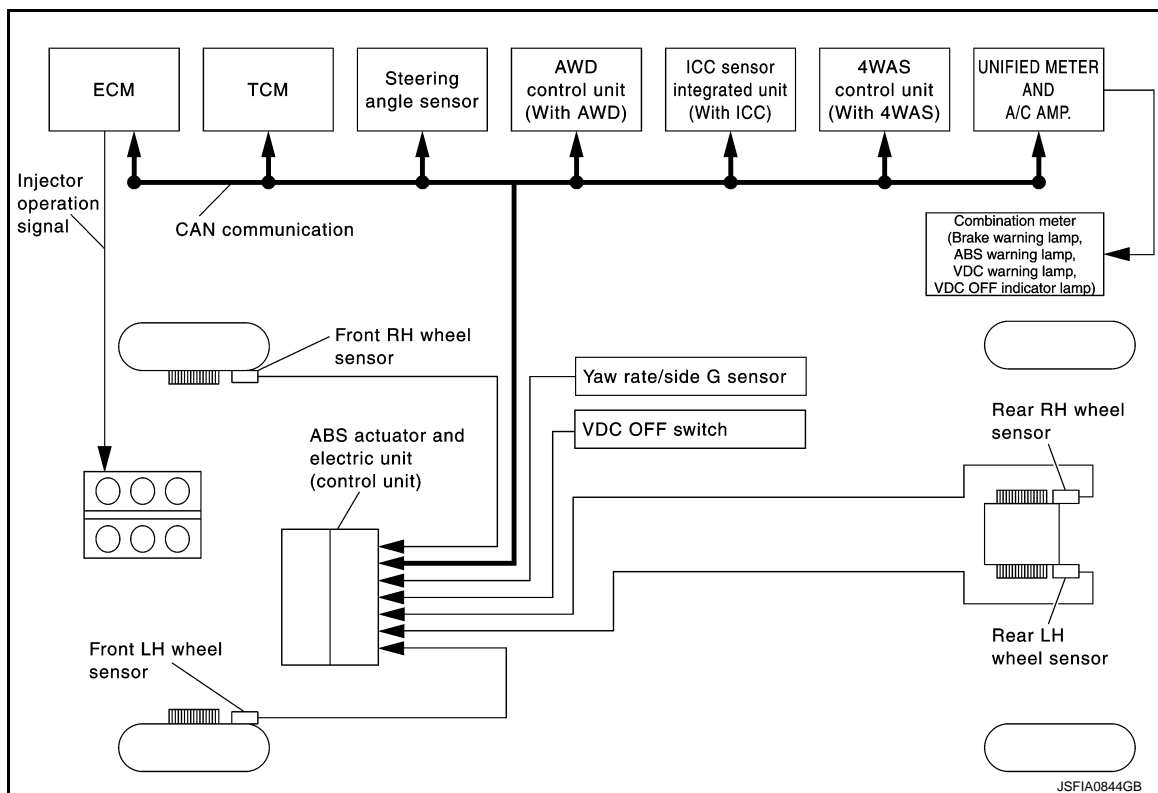 ECM
TCM
Steering
angle sensor
AWD
control unit
(With AWD)
ICC sensor
integrated unit
(With ICC)
4WAS
control unit
(With 4WAS)
UNIFIED METER
AND
A/C AMP.
Injector
operation
signal
CAN communication
Combination meter
(Brake warning lamp,
ABS warning lamp,
VDC warning lamp,
VDC OFF indicator lamp)
Front RH wheel
sensor
Yaw rate/side G sensor
VDC OFF switch
ABS actuator and
electric unit
(control unit)
Rear RH wheel
sensor
Front LH wheel
sensor
Rear LH
wheel sensor
JSFIA0844GB